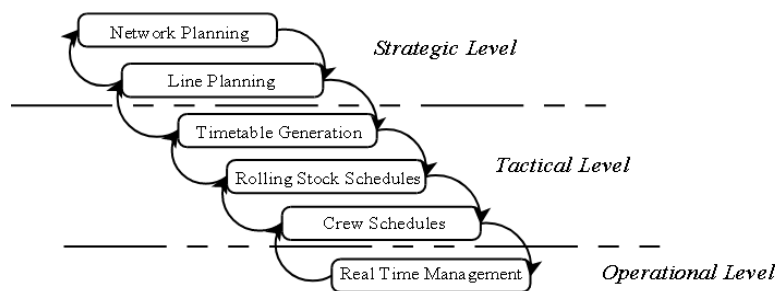 Network Planning
Strategic Level
Line Planning
Timetable Generation
Tactical Level
Rolling Stock Schedules
Crew Schedules
Real Time Management
Operational Level